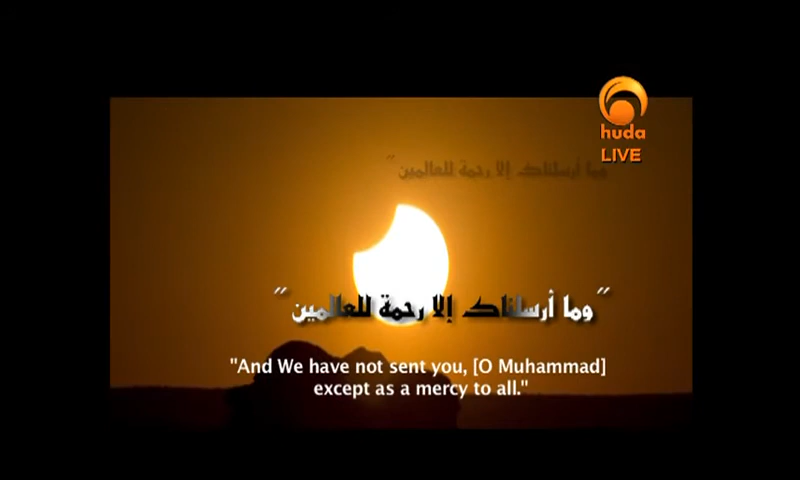 huda
LIVE
"وما أرسلناك إلا رحمة للعالمين"
"وما أرسلناك إلا رحمة للعالمين"
"And We have not sent you, [O Muhammad]
except as a mercy to all."